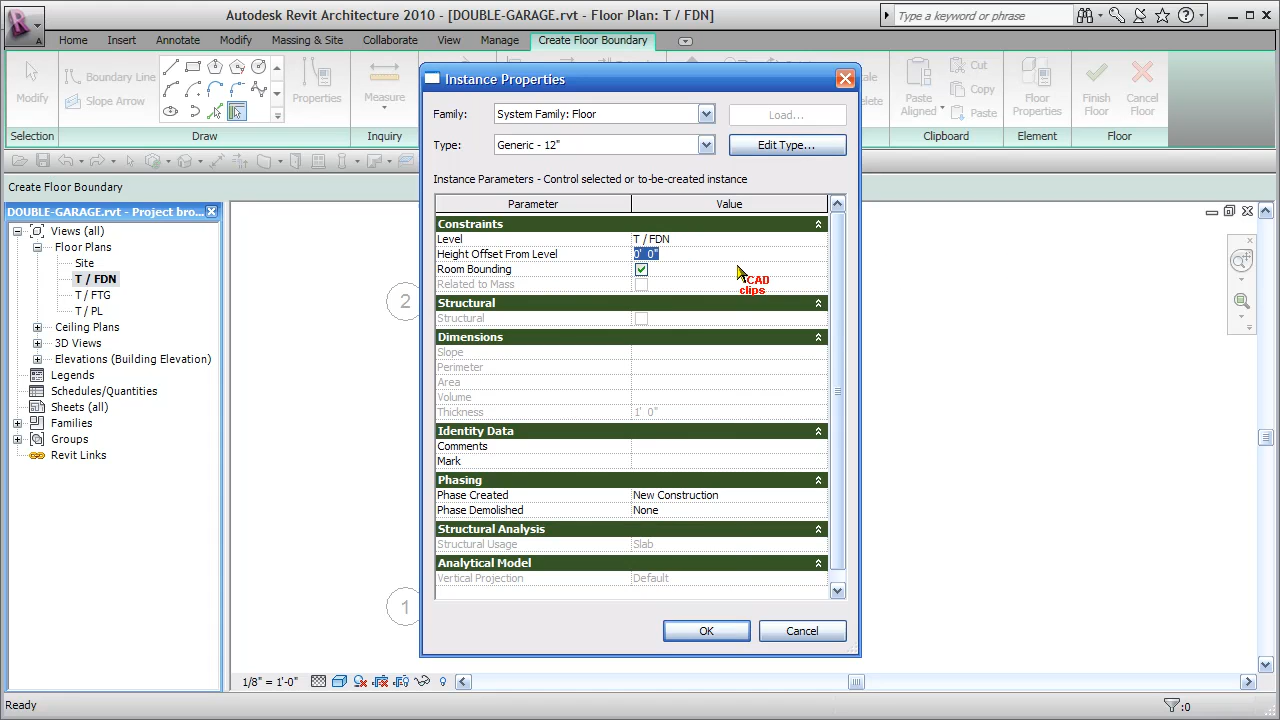 Autodesk Revit Architecture 2010 - [DOUBLE-GARAGE.rvt - Floor Plan: T / FDN]
Type a keyword or phrase
Home Insert Annotate Modify Massing & Site Collaborate View Manage Create Floor Boundary
Modify
Boundary Line
Slope Arrow
Properties
Measure
Paste
Aligned
Cut
Copy
Paste
Floor
Properties
Finish
Floor
Cancel
Floor
Selection Draw Inquiry Clipboard Element Floor
Create Floor Boundary
DOUBLE-GARAGE.rvt - Project bro...
Views (all)
Floor Plans
Site
T / FDN
T / FTG
T / PL
Ceiling Plans
3D Views
Elevations (Building Elevation)
Legends
Schedules/Quantities
Sheets (all)
Families
Groups
Revit Links
2
1
Instance Properties
Family: System Family: Floor Load...
Type: Generic - 12" Edit Type...
Instance Parameters - Control selected or to-be-created instance
Parameter Value
Constraints
Level T / FDN
Height Offset From Level 0' 0"
Room Bounding
Related to Mass
Structural
Structural
Dimensions
Slope
Perimeter
Area
Volume
Thickness 1' 0"
Identity Data
Comments
Mark
Phasing
Phase Created New Construction
Phase Demolished None
Structural Analysis
Structural Usage Slab
Analytical Model
Vertical Projection Default
OK Cancel
CAD
clips
1/8" = 1'-0"
Ready :0